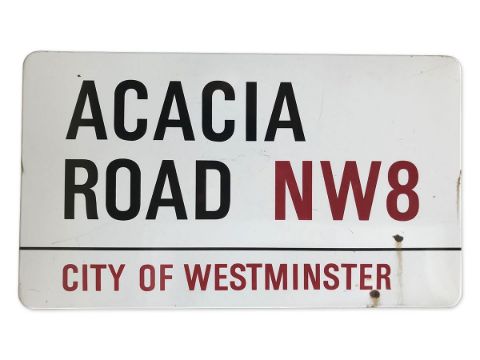 ACACIA
ROAD NW8
CITY OF WESTMINSTER